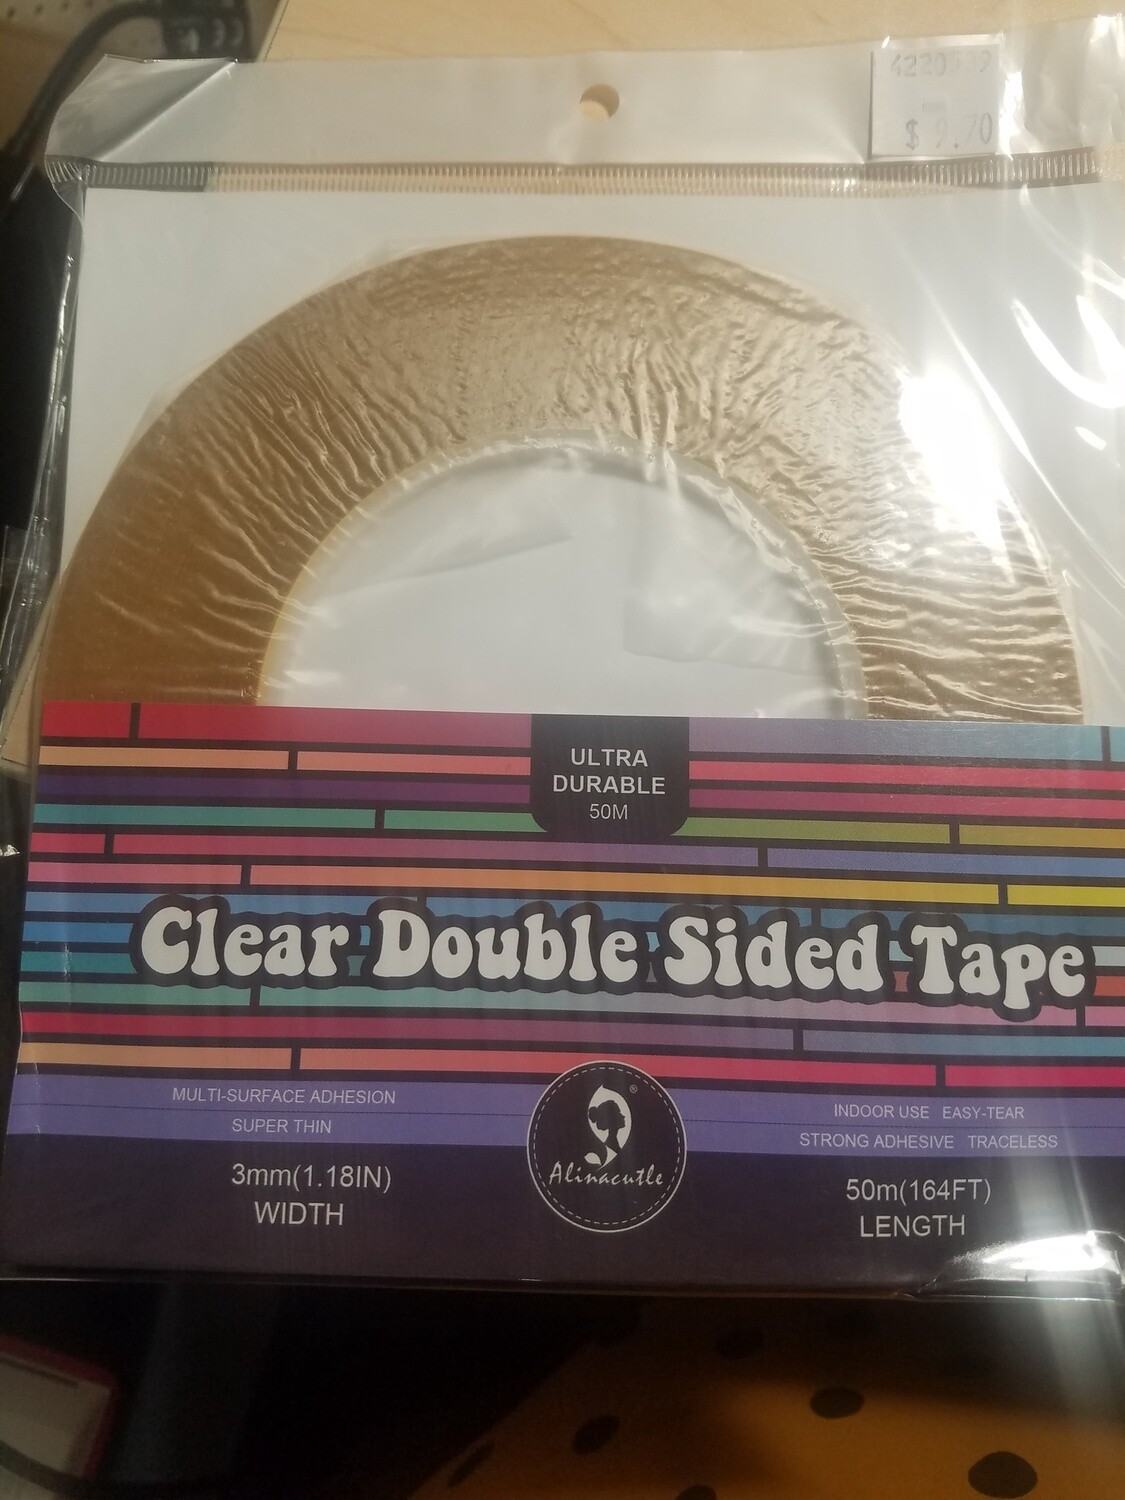 $ 9.70
ULTRA
DURABLE
50M
Clear Double Sided Tape
MULTI-SURFACE ADHESION
SUPER THIN
3mm(1.18IN)
WIDTH
®
Alinacutle
INDOOR USE EASY-TEAR
STRONG ADHESIVE TRACELESS
50m(164FT)
LENGTH